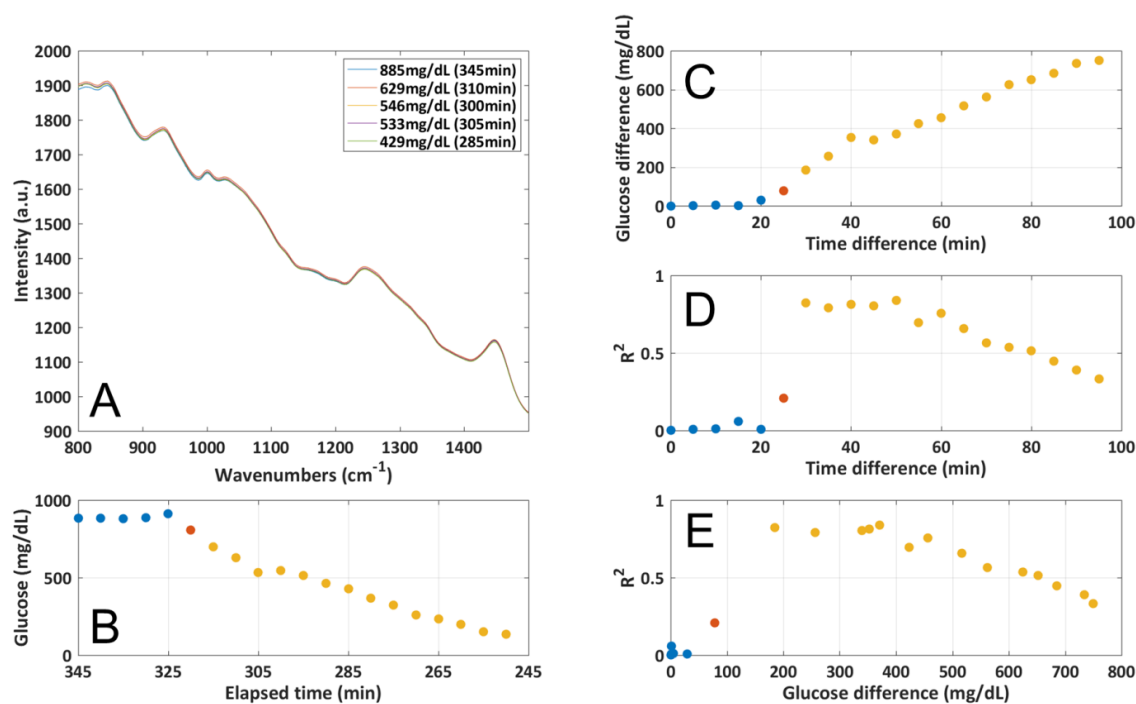 2000
1900
1800
1700
1600
1500
1400
1300
1200
1100
1000
900
Intensity (a.u.)
885mg/dL (345min)
629mg/dL (310min)
546mg/dL (300min)
533mg/dL (305min)
429mg/dL (285min)
A
800 900 1000 1100 1200 1300 1400
Wavenumbers (cm-1)
1000
500
0
Glucose (mg/dL)
B
345 325 305 285 265 245
Elapsed time (min)
800
600
400
200
0
Glucose difference (mg/dL)
C
0 20 40 60 80 100
Time difference (min)
1
0.5
0
R2
D
0 20 40 60 80 100
Time difference (min)
1
0.5
0
R2
E
0 100 200 300 400 500 600 700 800
Glucose difference (mg/dL)